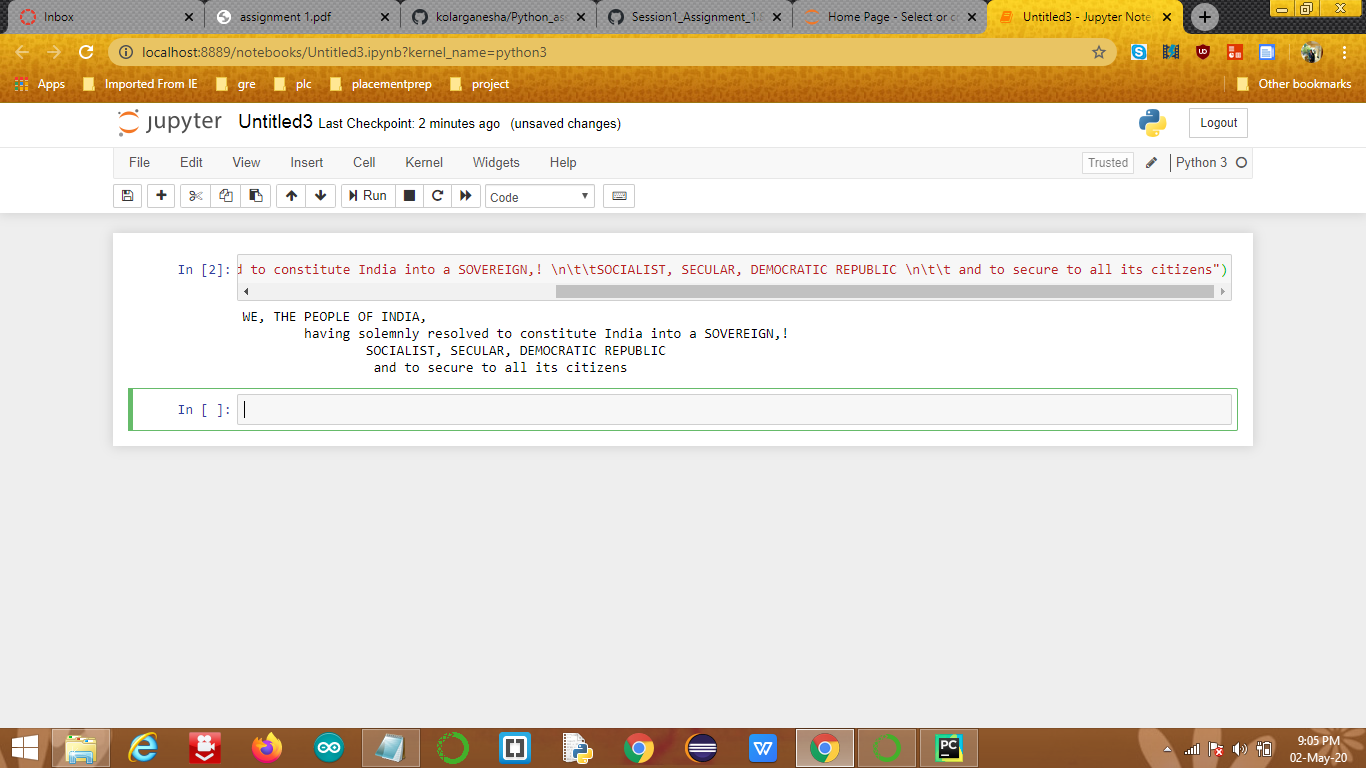 Inbox
assignment 1.pdf
kolarganesha/Python_as
Session1_Assignment_1.
Home Page - Select or c
Untitled3 - Jupyter Note
localhost:8889/notebooks/Untitled3.ipynb?kernel_name=python3
Apps
Imported From IE
gre
plc
placementprep
project
Other bookmarks
jupyter Untitled3 Last Checkpoint: 2 minutes ago (unsaved changes)
Logout
File Edit View Insert Cell Kernel Widgets Help
Trusted
Python 3
Run
Code
In [2]: d to constitute India into a SOVEREIGN,! \n\t\tSOCIALIST, SECULAR, DEMOCRATIC REPUBLIC \n\t\t and to secure to all its citizens")
WE, THE PEOPLE OF INDIA,
having solemnly resolved to constitute India into a SOVEREIGN,!
SOCIALIST, SECULAR, DEMOCRATIC REPUBLIC
and to secure to all its citizens
In [ ]:
PC
9:05 PM
02-May-20